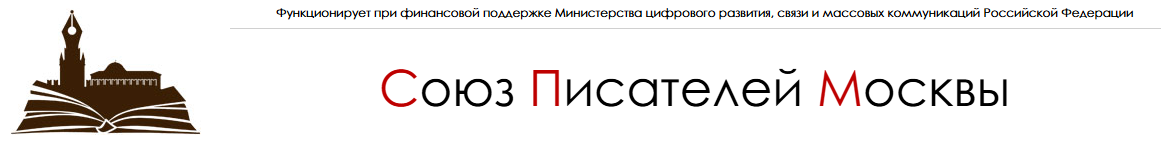 Функционирует при финансовой поддержке Министерства цифрового развития, связи и массовых коммуникаций Российской Федерации
Союз Писателей Москвы